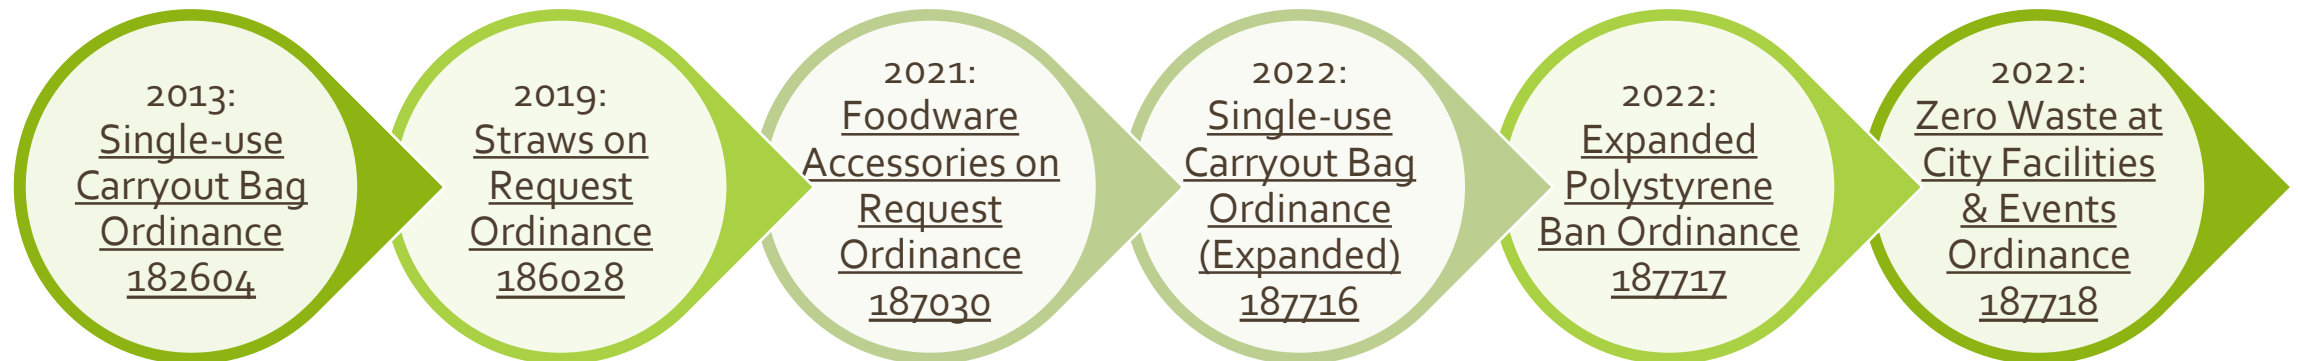 2013:
Single-use
Carryout Bag
Ordinance
182604
2019:
Straws on
Request
Ordinance
186028
2021:
Foodware
Accessories on
Request
Ordinance
187030
2022:
Single-use
Carryout Bag
Ordinance
(Expanded)
187716
2022:
Expanded
Polystyrene
Ban Ordinance
187717
2022:
Zero Waste at
City Facilities
& Events
Ordinance
187718